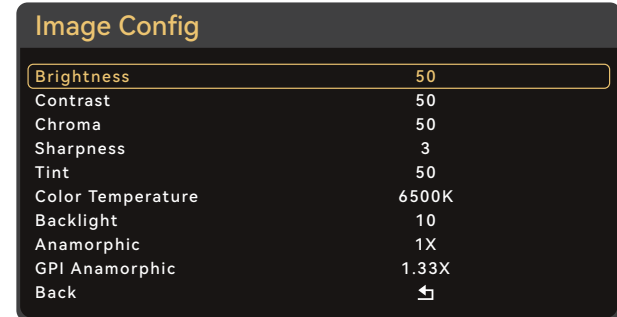 Image Config
Brightness 50
Contrast 50
Chroma 50
Sharpness 3
Tint 50
Color Temperature 6500K
Backlight 10
Anamorphic 1X
GPI Anamorphic 1.33X
Back